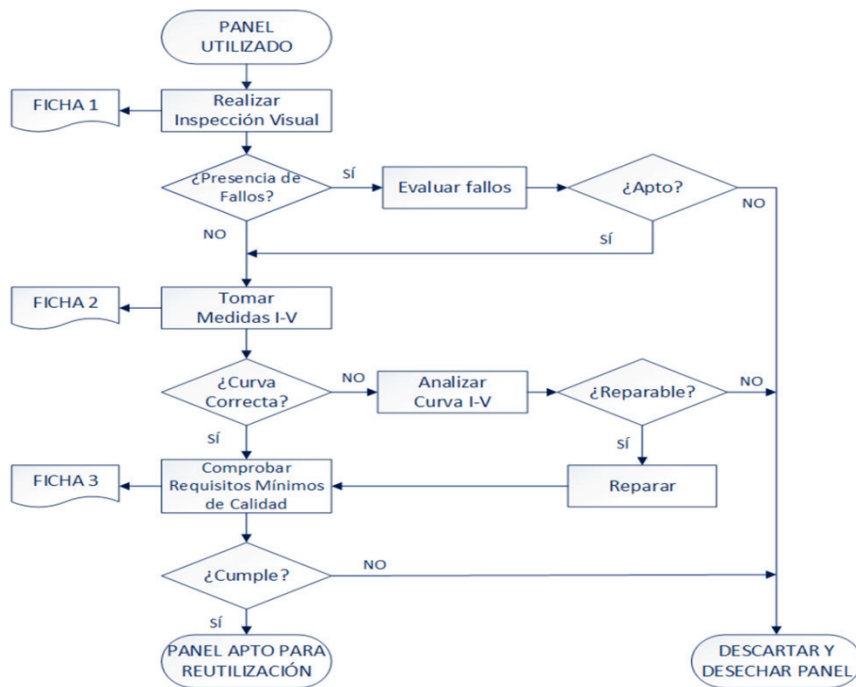 PANEL
UTILIZADO
FICHA 1
Realizar
Inspección Visual
¿Presencia de
Fallos?
SÍ
Evaluar fallos
¿Apto?
NO
NO
SÍ
FICHA 2
Tomar
Medidas I-V
¿Curva
Correcta?
NO
Analizar
Curva I-V
¿Reparable?
NO
SÍ
SÍ
FICHA 3
Comprobar
Requisitos Mínimos
de Calidad
Reparar
¿Cumple?
NO
SÍ
PANEL APTO PARA
REUTILIZACIÓN
DESCARTAR Y
DESECHAR PANEL